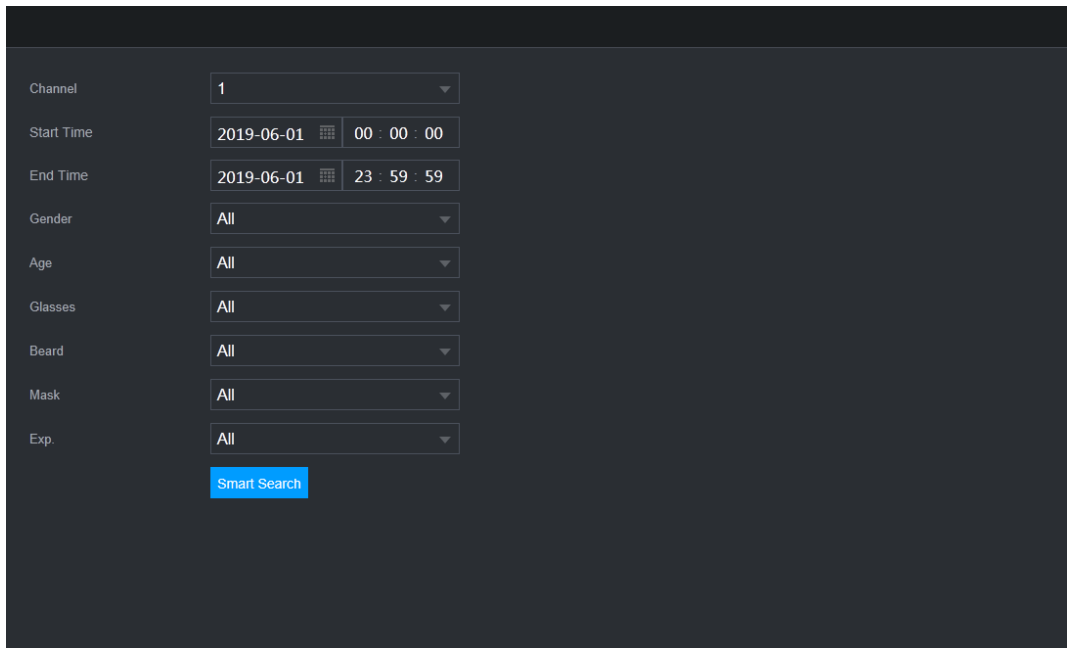 Channel 1
Start Time 2019-06-01 00 : 00 : 00
End Time 2019-06-01 23 : 59 : 59
Gender All
Age All
Glasses All
Beard All
Mask All
Exp. All
Smart Search